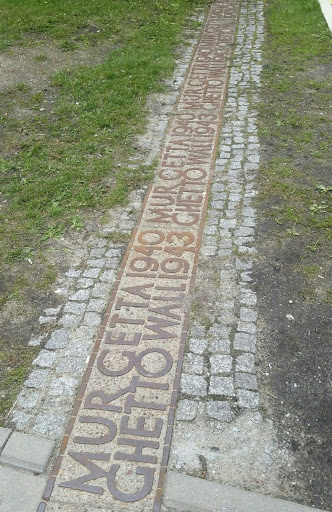 MUR GETTA 1940 MUR GETTA 1940
GHETTO WALL 1943 GHETTO WALL 1943